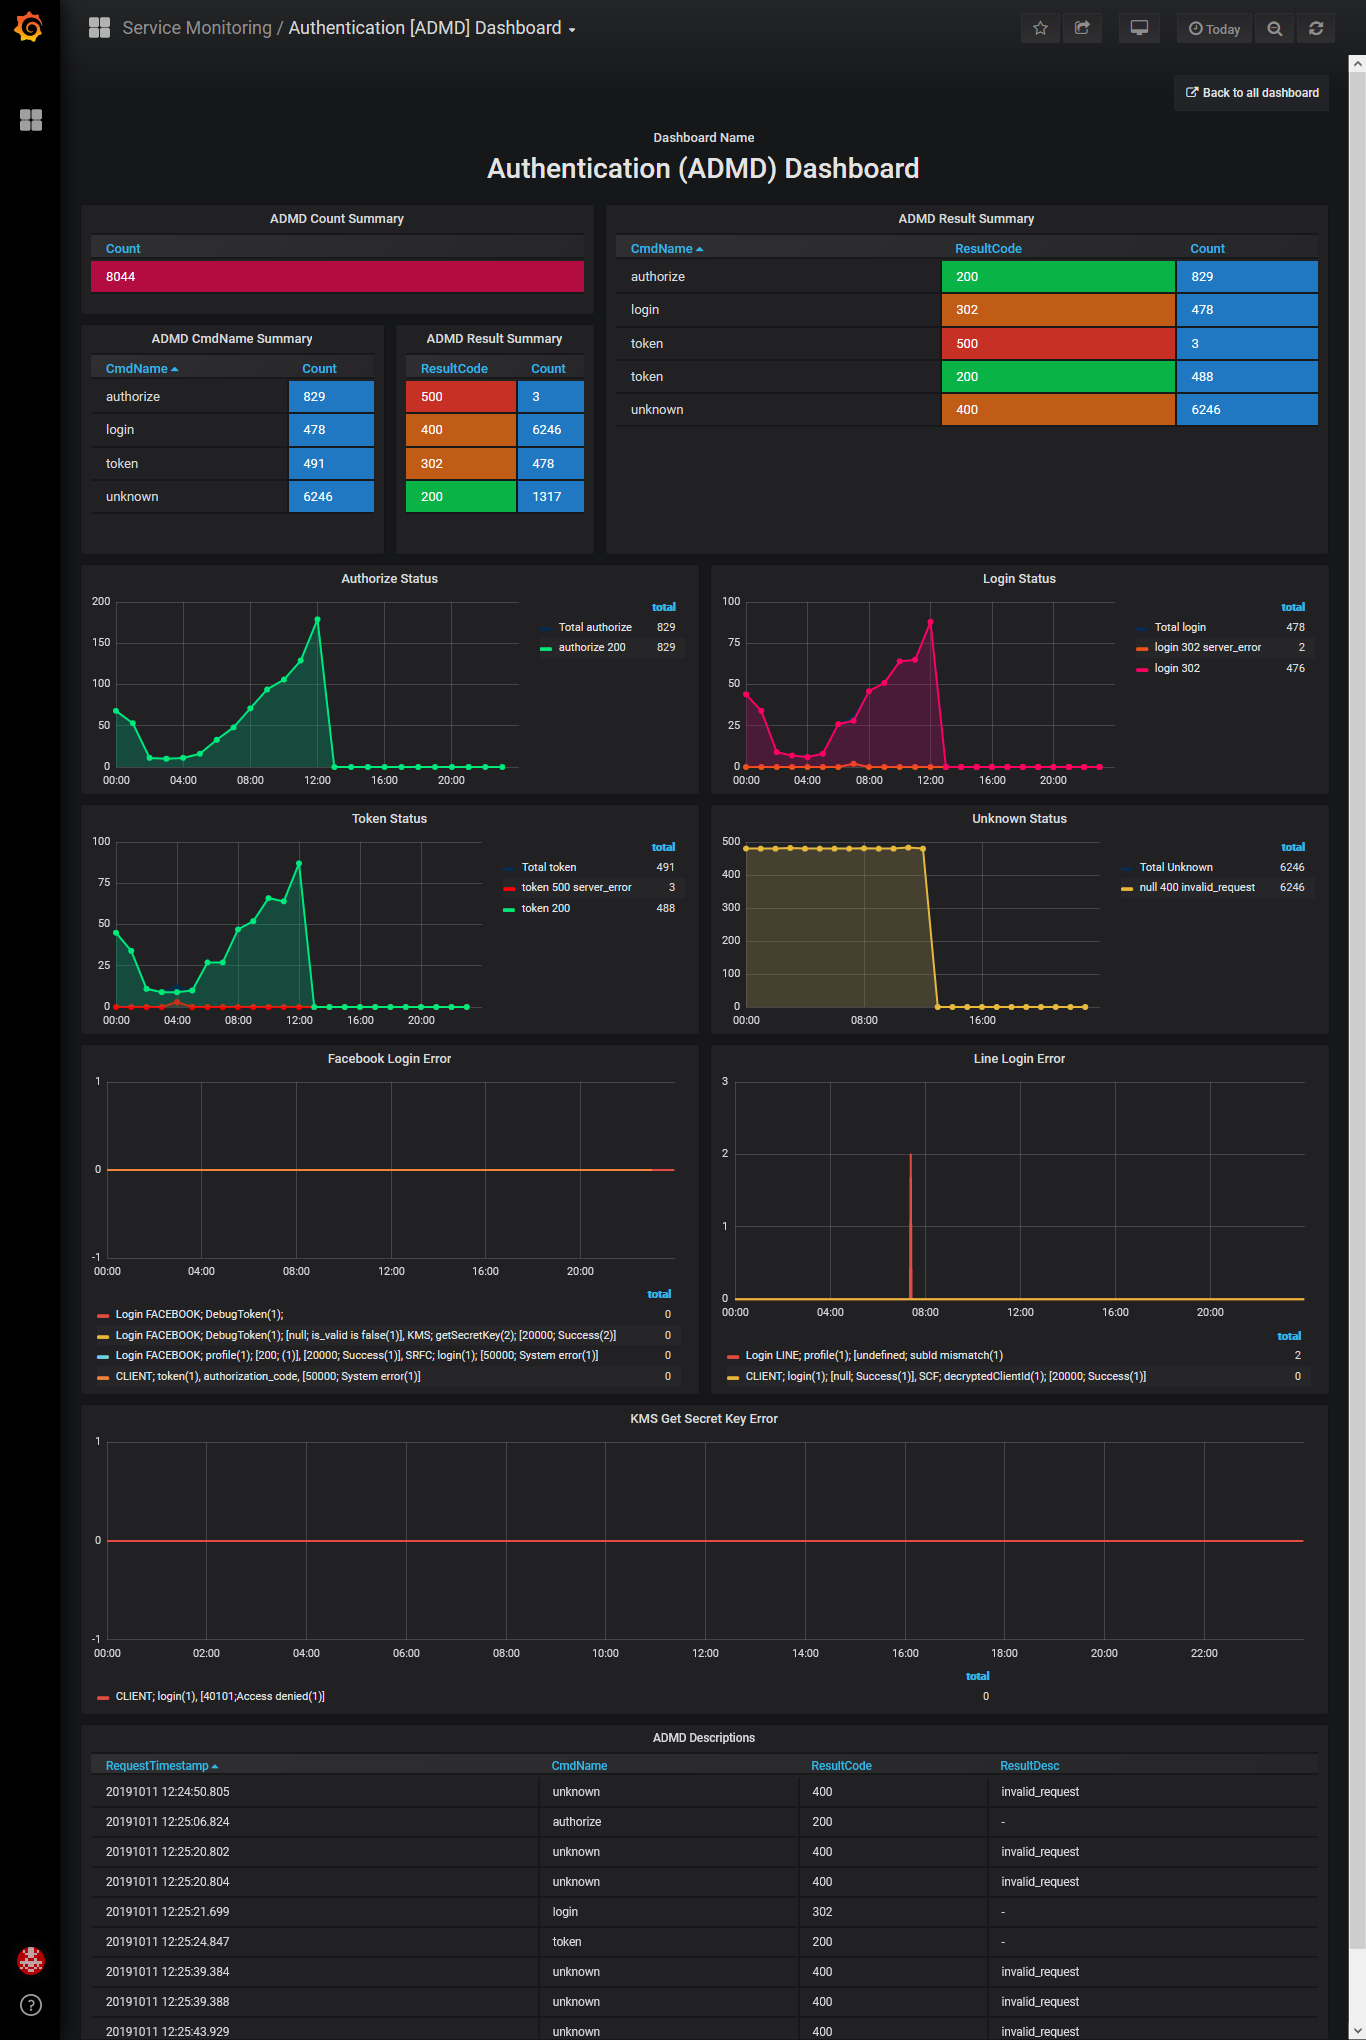 Service Monitoring / Authentication [ADMD] Dashboard
Today
Back to all dashboard
Dashboard Name
Authentication (ADMD) Dashboard
ADMD Count Summary
Count
8044
ADMD Result Summary
CmdName ResultCode Count
authorize 200 829
login 302 478
token 500 3
token 200 488
unknown 400 6246
ADMD CmdName Summary
CmdName Count
authorize 829
login 478
token 491
unknown 6246
ADMD Result Summary
ResultCode Count
500 3
400 6246
302 478
200 1317
Authorize Status
200
150
100
50
0
00:00 04:00 08:00 12:00 16:00 20:00
total
Total authorize 829
authorize 200 829
Login Status
100
75
50
25
0
00:00 04:00 08:00 12:00 16:00 20:00
total
Total login 478
login 302 server_error 2
login 302 476
Token Status
100
75
50
25
0
00:00 04:00 08:00 12:00 16:00 20:00
total
Total token 491
token 500 server_error 3
token 200 488
Unknown Status
500
400
300
200
100
0
00:00 08:00 16:00
total
Total Unknown 6246
null 400 invalid_request 6246
Facebook Login Error
1
0
-1
00:00 04:00 08:00 12:00 16:00 20:00
total
Login FACEBOOK; DebugToken(1); 0
Login FACEBOOK; DebugToken(1); [null; is_valid is false(1)], KMS; getSecretKey(2); [20000; Success(2)] 0
Login FACEBOOK; profile(1); [200; (1)], [20000; Success(1)], SRFC; login(1); [50000; System error(1)] 0
CLIENT; token(1), authorization_code, [50000; System error(1)] 0
Line Login Error
3
2
1
0
00:00 04:00 08:00 12:00 16:00 20:00
total
Login LINE; profile(1); [undefined; subId mismatch(1) 2
CLIENT; login(1); [null; Success(1)], SCF; decryptedClientId(1); [20000; Success(1)] 0
KMS Get Secret Key Error
1
0
-1
00:00 02:00 04:00 06:00 08:00 10:00 12:00 14:00 16:00 18:00 20:00 22:00
total
CLIENT; login(1), [40101;Access denied(1)] 0
ADMD Descriptions
RequestTimestamp CmdName ResultCode ResultDesc
20191011 12:24:50.805 unknown 400 invalid_request
20191011 12:25:06.824 authorize 200 -
20191011 12:25:20.802 unknown 400 invalid_request
20191011 12:25:20.804 unknown 400 invalid_request
20191011 12:25:21.699 login 302 -
20191011 12:25:24.847 token 200 -
20191011 12:25:39.384 unknown 400 invalid_request
20191011 12:25:39.388 unknown 400 invalid_request
20191011 12:25:43.929 unknown 400 invalid_request